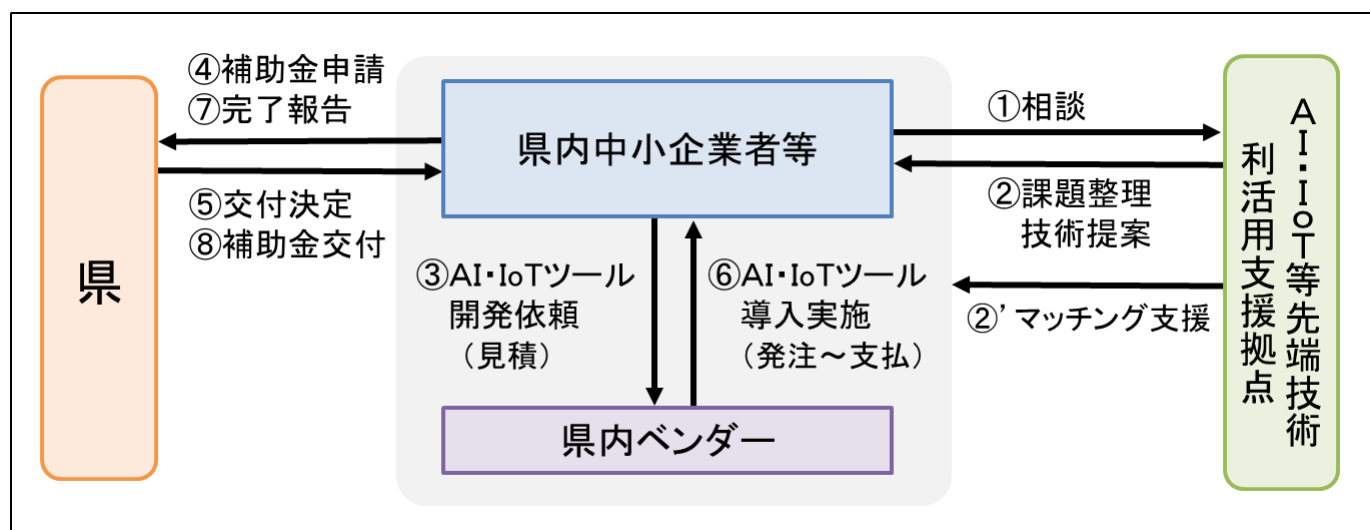 県
④補助金申請
⑦完了報告
⑤交付決定
⑧補助金交付
県内中小企業者等
③AI・IoTツール
開発依頼
（見積）
⑥AI・IoTツール
導入実施
（発注～支払）
県内ベンダー
①相談
②課題整理
技術提案
②’マッチング支援
ＡＩ・ＩｏＴ等先端技術
利活用支援拠点